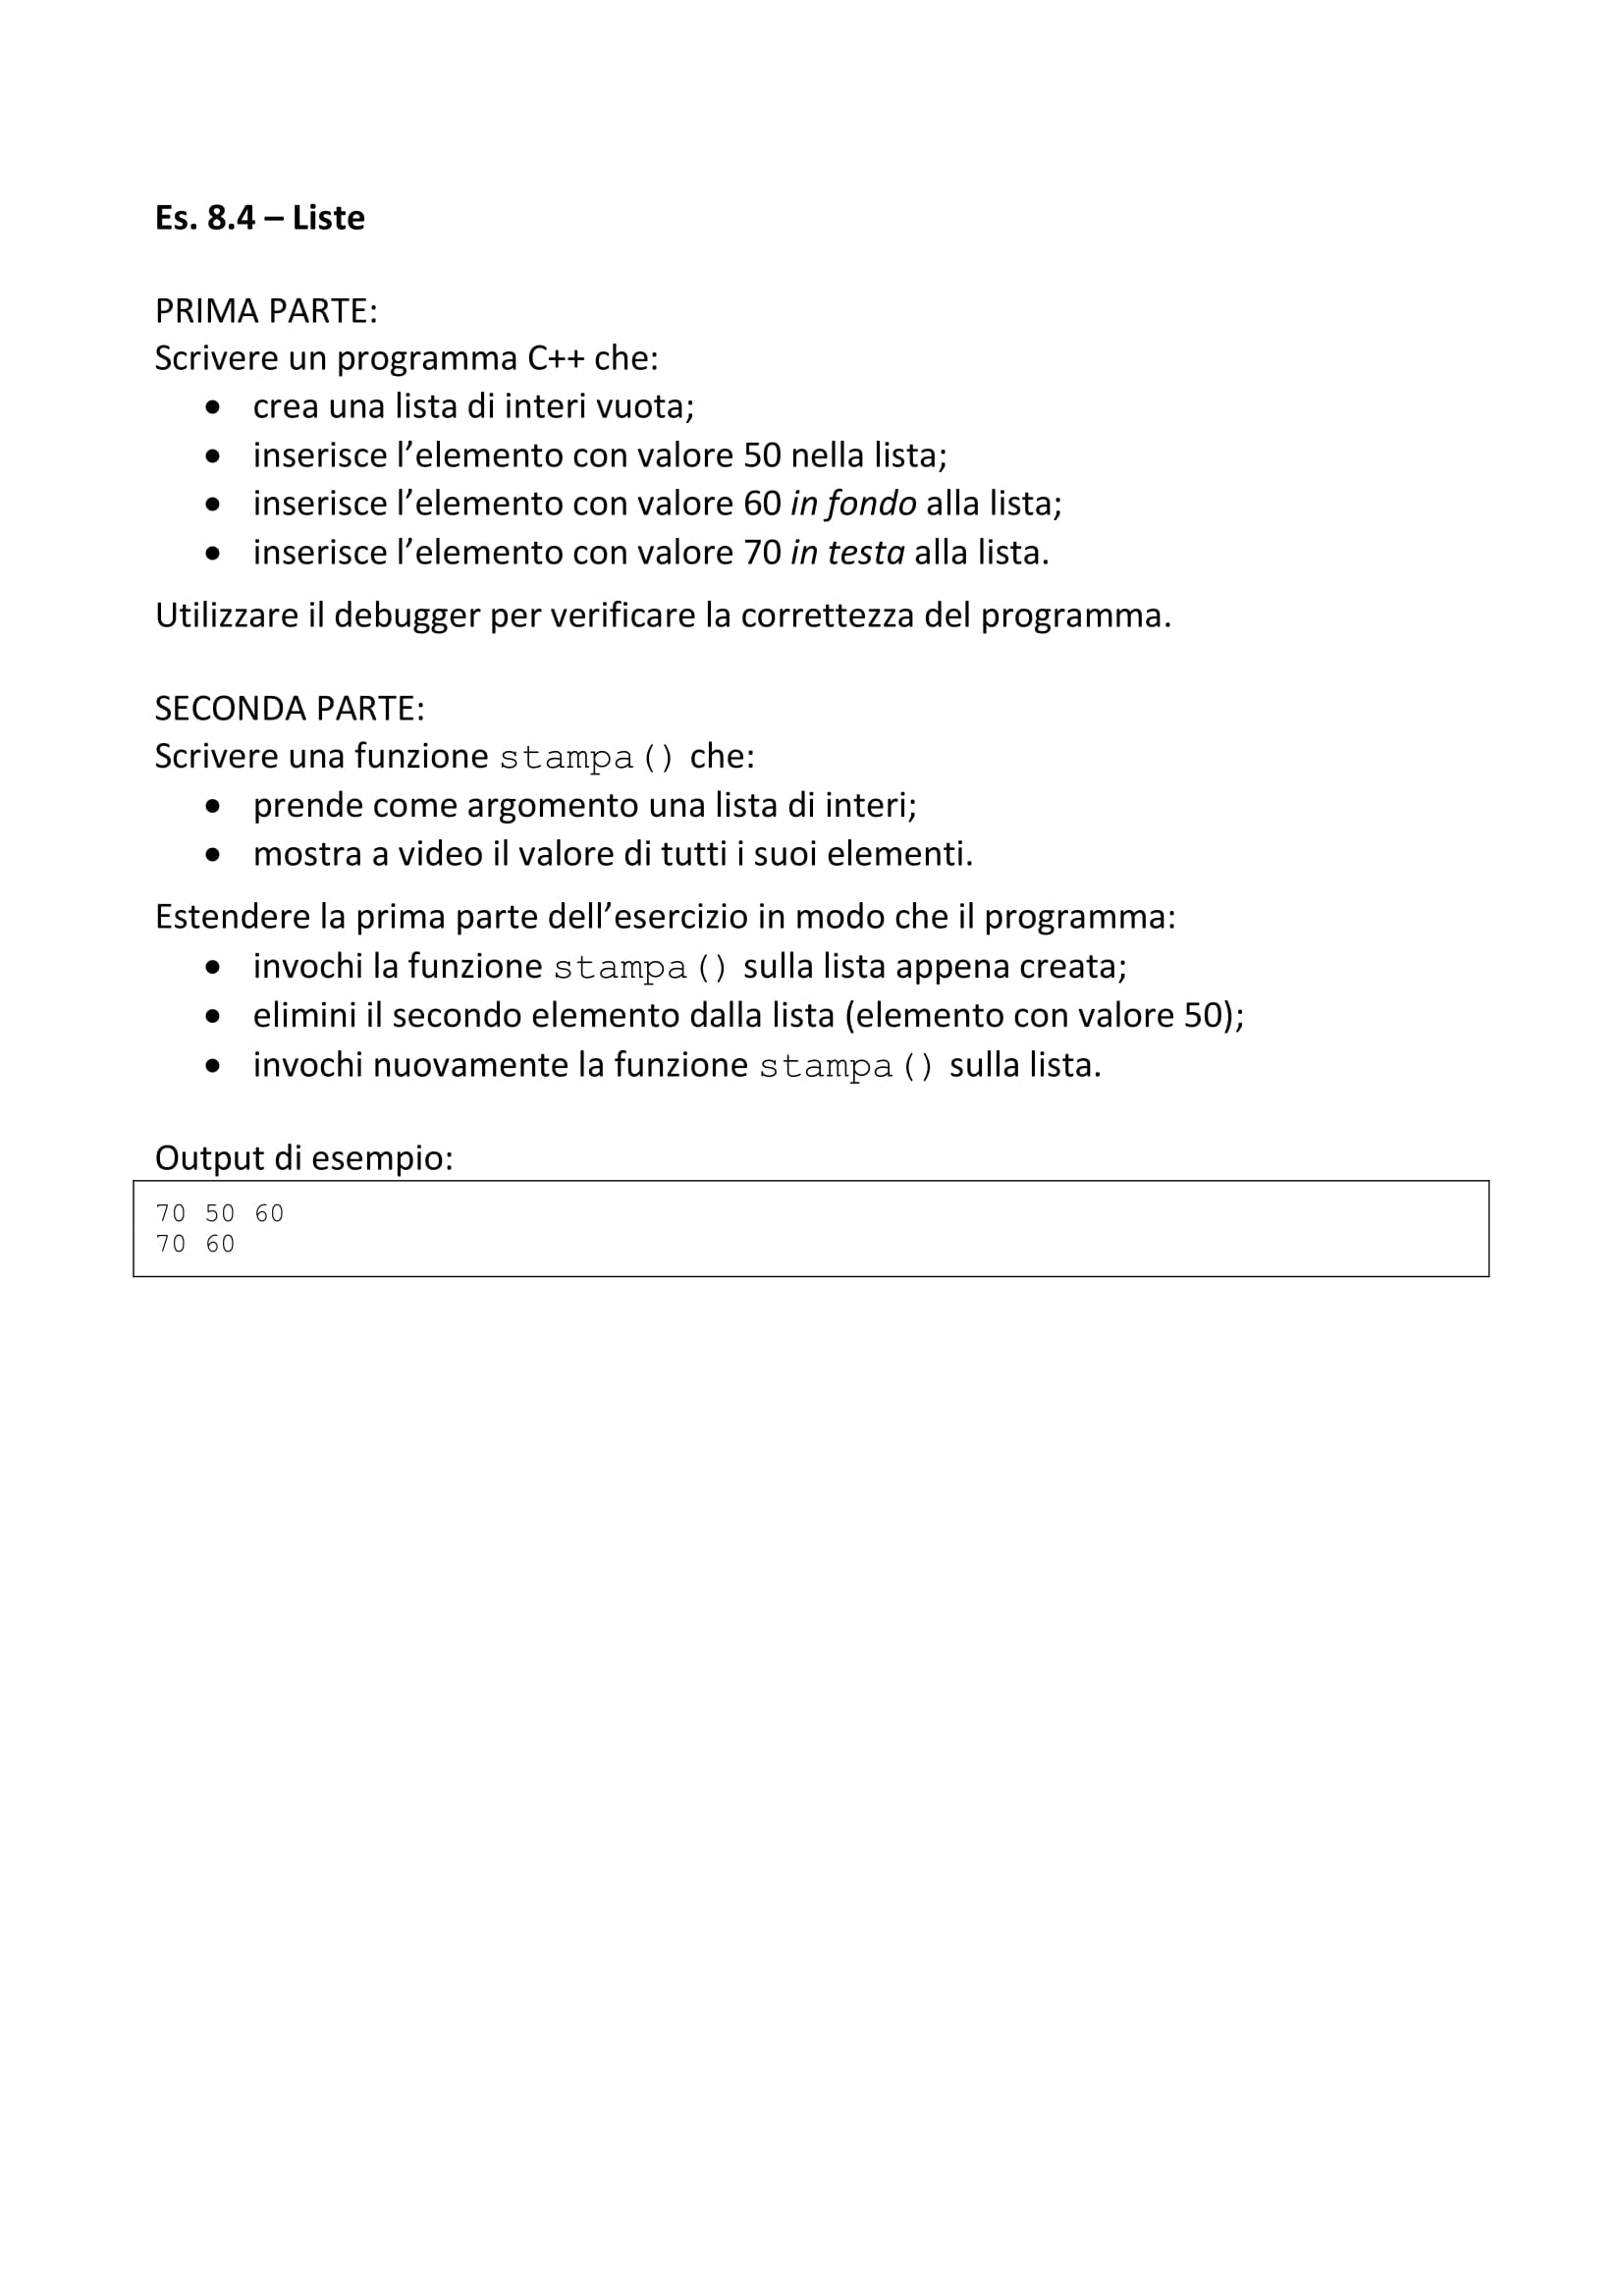 Es. 8.4 – Liste
PRIMA PARTE:
Scrivere un programma C++ che:
• crea una lista di interi vuota;
• inserisce l’elemento con valore 50 nella lista;
• inserisce l’elemento con valore 60 in fondo alla lista;
• inserisce l’elemento con valore 70 in testa alla lista.
Utilizzare il debugger per verificare la correttezza del programma.
SECONDA PARTE:
Scrivere una funzione stampa() che:
• prende come argomento una lista di interi;
• mostra a video il valore di tutti i suoi elementi.
Estendere la prima parte dell’esercizio in modo che il programma:
• invochi la funzione stampa() sulla lista appena creata;
• elimini il secondo elemento dalla lista (elemento con valore 50);
• invochi nuovamente la funzione stampa() sulla lista.
Output di esempio:
70 50 60
70 60